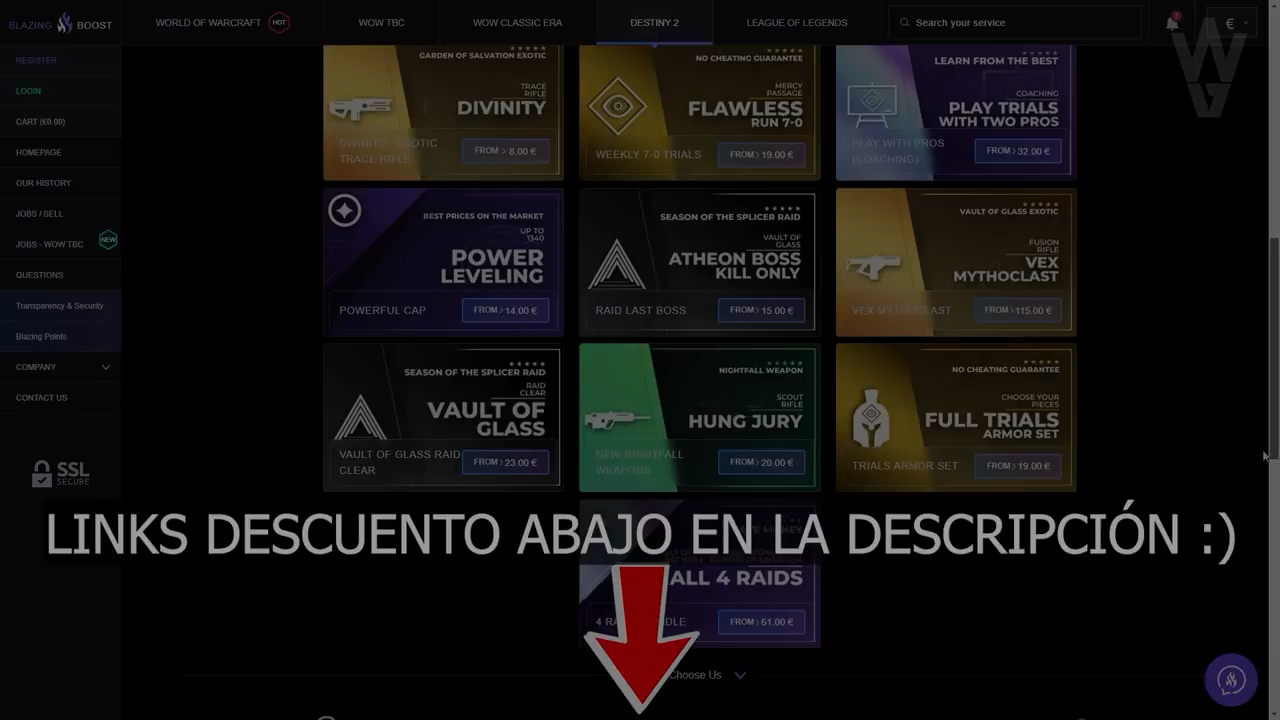 BLAZING BOOST
WORLD OF WARCRAFT HOT
WOW TBC
WOW CLASSIC ERA
DESTINY 2
LEAGUE OF LEGENDS
Search your service
€
REGISTER
LOGIN
CART (€0.00)
HOMEPAGE
OUR HISTORY
JOBS / SELL
JOBS - WOW TBC NEW
QUESTIONS
Transparency & Security
Blazing Points
COMPANY
CONTACT US
SSL
SECURE
GARDEN OF SALVATION EXOTIC
TRACE
RIFLE
DIVINITY
DIVINITY EXOTIC
TRACE RIFLE
FROM > 8.00 €
NO CHEATING GUARANTEE
MERCY
PASSAGE
FLAWLESS
RUN 7-0
WEEKLY 7-0 TRIALS
FROM > 19.00 €
LEARN FROM THE BEST
COACHING
PLAY TRIALS
WITH TWO PROS
PLAY WITH PROS
(COACHING)
FROM > 32.00 €
BEST PRICES ON THE MARKET
UP TO
1340
POWER
LEVELING
POWERFUL CAP
FROM > 14.00 €
SEASON OF THE SPLICER RAID
VAULT OF
GLASS
ATHEON BOSS
KILL ONLY
RAID LAST BOSS
FROM > 15.00 €
VAULT OF GLASS EXOTIC
FUSION
RIFLE
VEX
MYTHOCLAST
VEX MYTHOCLAST
FROM > 115.00 €
SEASON OF THE SPLICER RAID
RAID
CLEAR
VAULT OF
GLASS
VAULT OF GLASS RAID
CLEAR
FROM > 23.00 €
NIGHTFALL WEAPON
SCOUT
RIFLE
HUNG JURY
NEW NIGHTFALL
WEAPONS
FROM > 20.00 €
NO CHEATING GUARANTEE
CHOOSE YOUR
PIECES
FULL TRIALS
ARMOR SET
TRIALS ARMOR SET
FROM > 19.00 €
LINKS DESCUENTO ABAJO EN LA DESCRIPCIÓN :)
ALL 4 RAIDS
FROM > 61.00 €
Choose Us